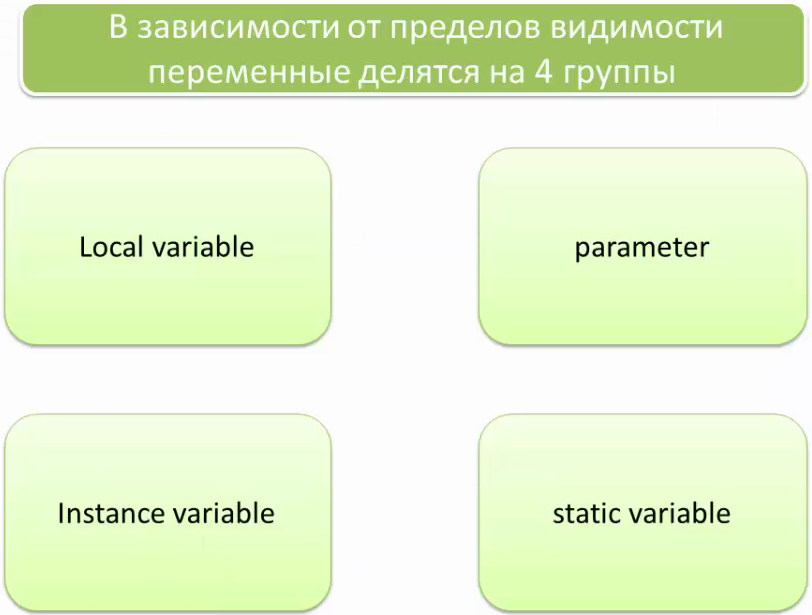 В зависимости от пределов видимости
переменные делятся на 4 группы
Local variable
parameter
Instance variable
static variable